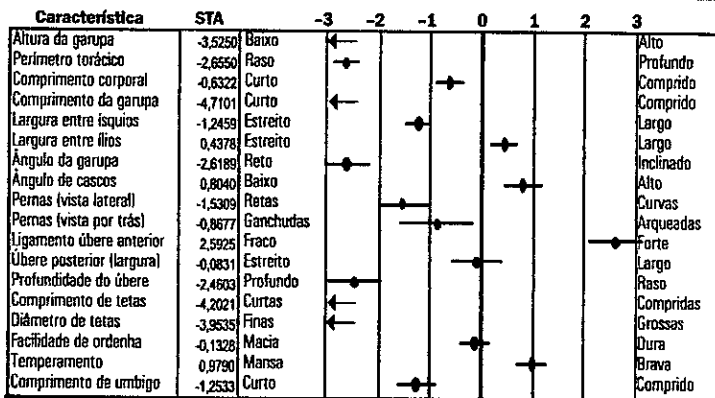 Característica STA −3 −2 −1 0 1 2 3
Altura da garupa -3,5250 Baixo Alto
Perímetro torácico -2,6550 Raso Profundo
Comprimento corporal -0,6322 Curto Comprido
Comprimento da garupa -4,7101 Curto Comprido
Largura entre ísquios -1,2459 Estreito Largo
Largura entre ílios 0,4378 Estreito Largo
Ângulo da garupa -2,6189 Reto Inclinado
Ângulo de cascos 0,8040 Baixo Alto
Pernas (vista lateral) -1,5309 Retas Curvas
Pernas (vista por trás) -0,8677 Ganchudas Arqueadas
Ligamento úbere anterior 2,5925 Fraco Forte
Úbere posterior (largura) -0,0831 Estreito Largo
Profundidade do úbere -2,4603 Profundo Raso
Comprimento de tetas -4,2021 Curtas Compridas
Diâmetro de tetas -3,9535 Finas Grossas
Facilidade de ordenha -0,1328 Macia Dura
Temperamento 0,9790 Mansa Brava
Comprimento de umbigo -1,2533 Curto Comprido